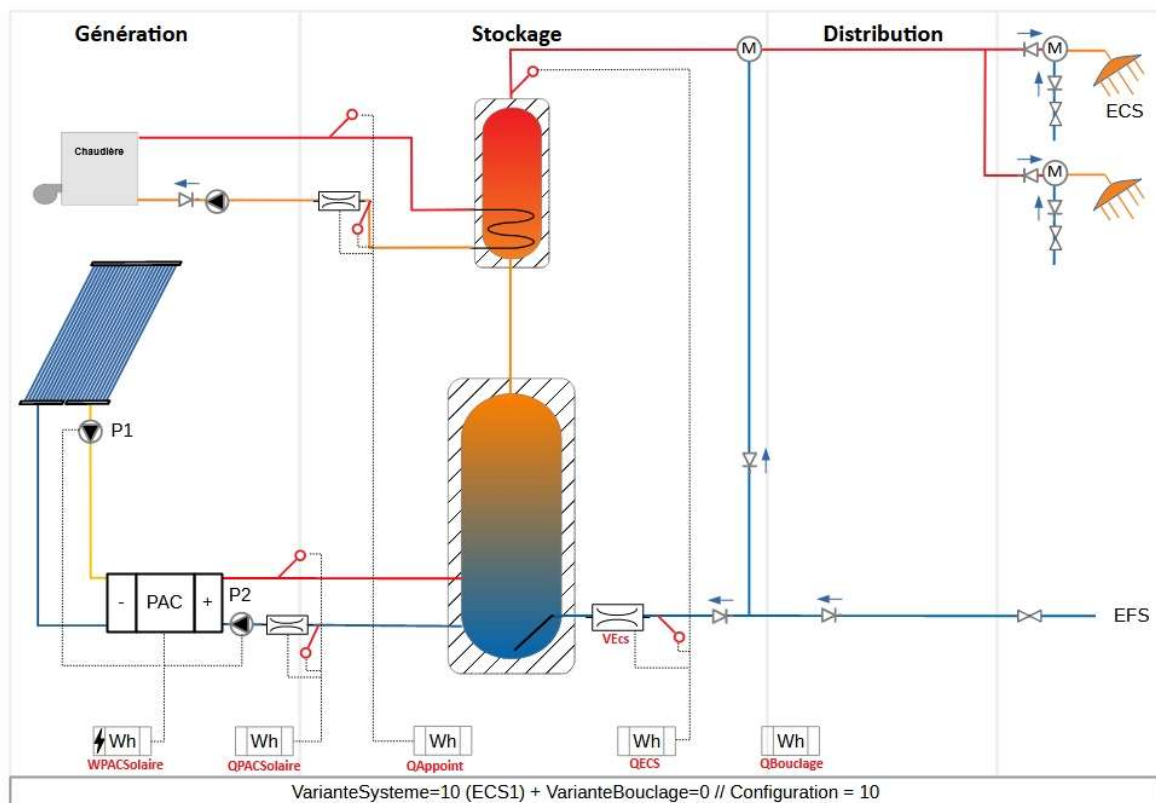 Génération
Stockage
Distribution
M
M
ECS
Chaudière
M
P1
- PAC +
P2
VEcs
EFS
Wh
WPACSolaire
Wh
QPACSolaire
Wh
QAppoint
Wh
QECS
Wh
QBouclage
VarianteSysteme=10 (ECS1) + VarianteBouclage=0 // Configuration = 10